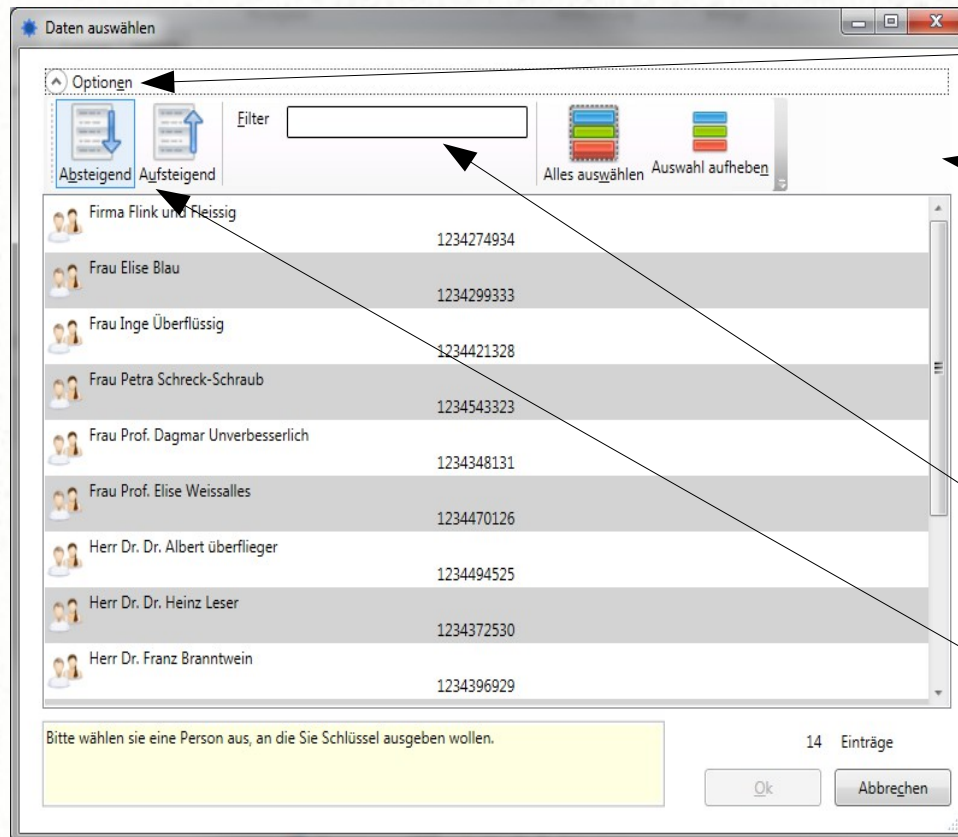 Daten auswählen
Optionen
Absteigend Aufsteigend Filter Alles auswählen Auswahl aufheben
Firma Flink und Fleissig
1234274934
Frau Elise Blau
1234299333
Frau Inge Überflüssig
1234421328
Frau Petra Schreck-Schraub
1234543323
Frau Prof. Dagmar Unverbesserlich
1234348131
Frau Prof. Elise Weissalles
1234470126
Herr Dr. Dr. Albert überflieger
1234494525
Herr Dr. Dr. Heinz Leser
1234372530
Herr Dr. Franz Branntwein
1234396929
Bitte wählen sie eine Person aus, an die Sie Schlüssel ausgeben wollen.
14 Einträge
Ok Abbrechen